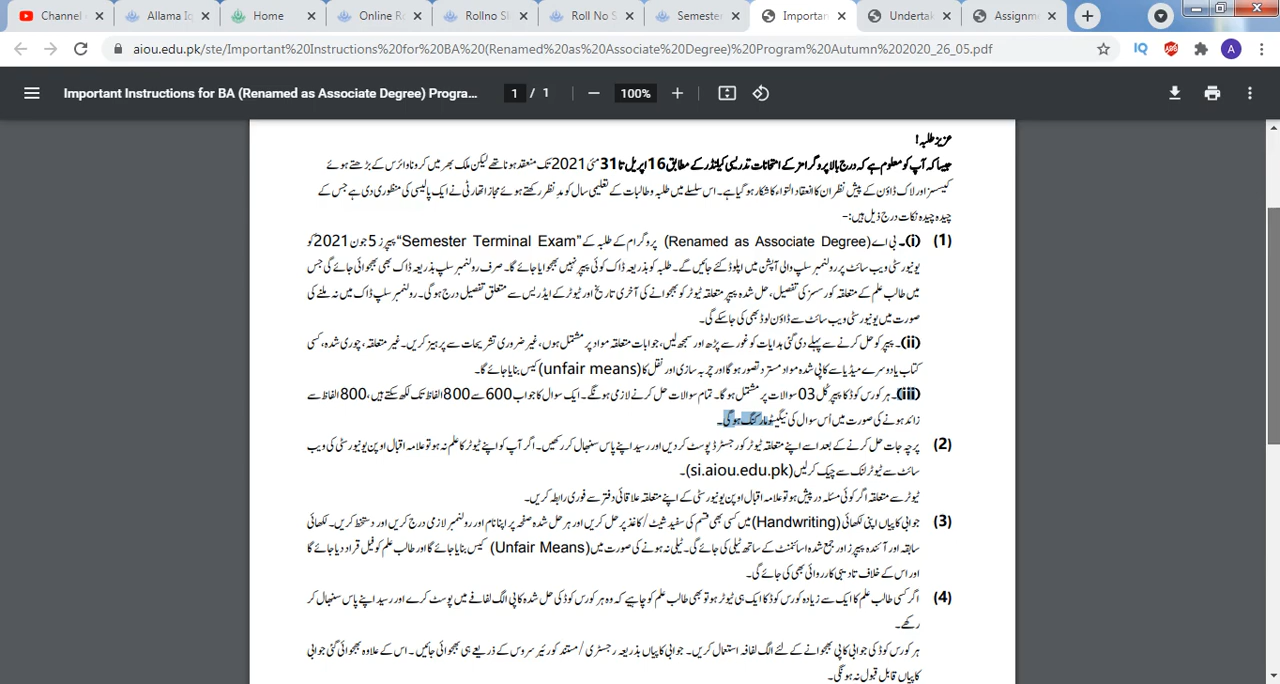 Channel
Allama Iq
Home
Online Ro
Rollno Sl
Roll No S
Semeste
Importan
Undertak
Assignm
aiou.edu.pk/ste/Important%20Instructions%20for%20BA%20(Renamed%20as%20Associate%20Degree)%20Program%20Autumn%202020_26_05.pdf
IQ
A
Important Instructions for BA (Renamed as Associate Degree) Progra...
1 / 1
100%
عزیز طلبہ !
جیسا کہ آپ کو معلوم ہے کہ درج بالا پروگرامز کے امتحانات تدریسی کیلنڈر کے مطابق 16 اپریل تا 31 مئی 2021 تک منعقد ہونا تھے لیکن ملک بھر میں کرونا وائرس کے بڑھتے ہوئے
کیسسز اور لاک ڈاؤن کے پیش نظر ان کا انعقاد التواء کا شکار ہو گیا ہے۔ اس سلسلے میں طلبہ و طالبات کے تعلیمی سال کو مد نظر رکھتے ہوئے مجاز اتھارٹی نے ایک پالیسی کی منظوری دی ہے جس کے
چیدہ چیدہ نکات درج ذیل ہیں:-
(1) (i)۔ بی اے (Renamed as Associate Degree) پروگرام کے طلبہ کے "Semester Terminal Exam" پیپرز 5 جون 2021 کو
یونیورسٹی ویب سائٹ پر رولنمبر سلپ والی آپشن میں اپلوڈ کئے جائیں گے۔ طلبہ کو بذریعہ ڈاک کوئی پیپر نہیں بھجوایا جائے گا۔ صرف رولنمبر سلپ بذریعہ ڈاک بھی بھجوائی جائے گی جس
میں طالب علم کے متعلقہ کورسسز کی تفصیل، حل شدہ پیپر متعلقہ ٹیوٹر کو بھجوانے کی آخری تاریخ اور ٹیوٹر کے ایڈریس سے متعلق تفصیل درج ہوگی۔ رولنمبر سلپ ڈاک میں نہ ملنے کی
صورت میں یونیورسٹی ویب سائٹ سے ڈاؤن لوڈ بھی کی جاسکے گی۔
(ii)۔ پیپر کو حل کرنے سے پہلے دی گئی ہدایات کو غور سے پڑھ اور سمجھ لیں، جوابات متعلقہ مواد پر مشتمل ہوں، غیر ضروری تشریحات سے پرہیز کریں۔ غیر متعلقہ، چوری شدہ، کسی
کتاب یا دوسرے میڈیا سے کاپی شدہ مواد مسترد تصور ہوگا اور چربہ سازی اور نقل کا (unfair means) کیس بنایا جائے گا۔
(iii)۔ ہر کورس کوڈ کا پیپر کُل 03 سوالات پر مشتمل ہو گا۔ تمام سوالات حل کرنے لازمی ہونگے۔ ایک سوال کا جواب 600 سے 800 الفاظ تک لکھ سکتے ہیں، 800 الفاظ سے
زائد ہونے کی صورت میں اُس سوال کی نیگیٹو مارکنگ ہو گی۔
(2) پرچہ جات حل کرنے کے بعد اسے اپنے متعلقہ ٹیوٹر کو رجسٹرڈ پوسٹ کردیں اور رسید اپنے پاس سنبھال کر رکھیں۔ اگر آپ کو اپنے ٹیوٹر کا علم نہ ہو تو علامہ اقبال اوپن یونیورسٹی کی ویب
سائٹ سے ٹیوٹر لنک سے چیک کر لیں (si.aiou.edu.pk)۔
ٹیوٹر سے متعلقہ اگر کوئی مسئلہ درپیش ہو تو علامہ اقبال اوپن یونیورسٹی کے اپنے متعلقہ علاقائی دفتر سے فوری رابطہ کریں۔
(3) جوابی کاپیاں اپنی لکھائی (Handwriting) میں کسی بھی قسم کی سفید شیٹ/کاغذ پر حل کریں اور ہر حل شدہ صفحہ پر اپنا نام اور رولنمبر لازمی درج کریں اور دستخط کریں۔ لکھائی
سابقہ اور آئندہ پیپرز اور جمع شدہ اسائنمنٹ کے ساتھ ٹیلی کی جائے گی۔ ٹیلی نہ ہونے کی صورت میں (Unfair Means) کیس بنایا جائے گا اور طالب علم کو فیل قرار دیا جائے گا
اور اس کے خلاف تادیبی کاروائی بھی کی جائے گی۔
(4) اگر کسی طالب علم کا ایک سے زیادہ کورس کوڈ کا ایک ہی ٹیوٹر ہو تو بھی طالب علم کو چاہیے کہ وہ ہر کورس کوڈ کی حل شدہ کاپی الگ لفافے میں پوسٹ کرے اور رسید اپنے پاس سنبھال کر
رکھے۔
ہر کورس کوڈ کی جوابی کاپی بھجوانے کے لئے الگ لفافہ استعمال کریں۔ جوابی کاپیاں بذریعہ رجسٹری/مستند کورئیر سروس کے ذریعے ہی بھجوائی جائیں۔ اس کے علاوہ بھجوائی گئی جوابی
کاپیاں قابل قبول نہ ہونگی۔